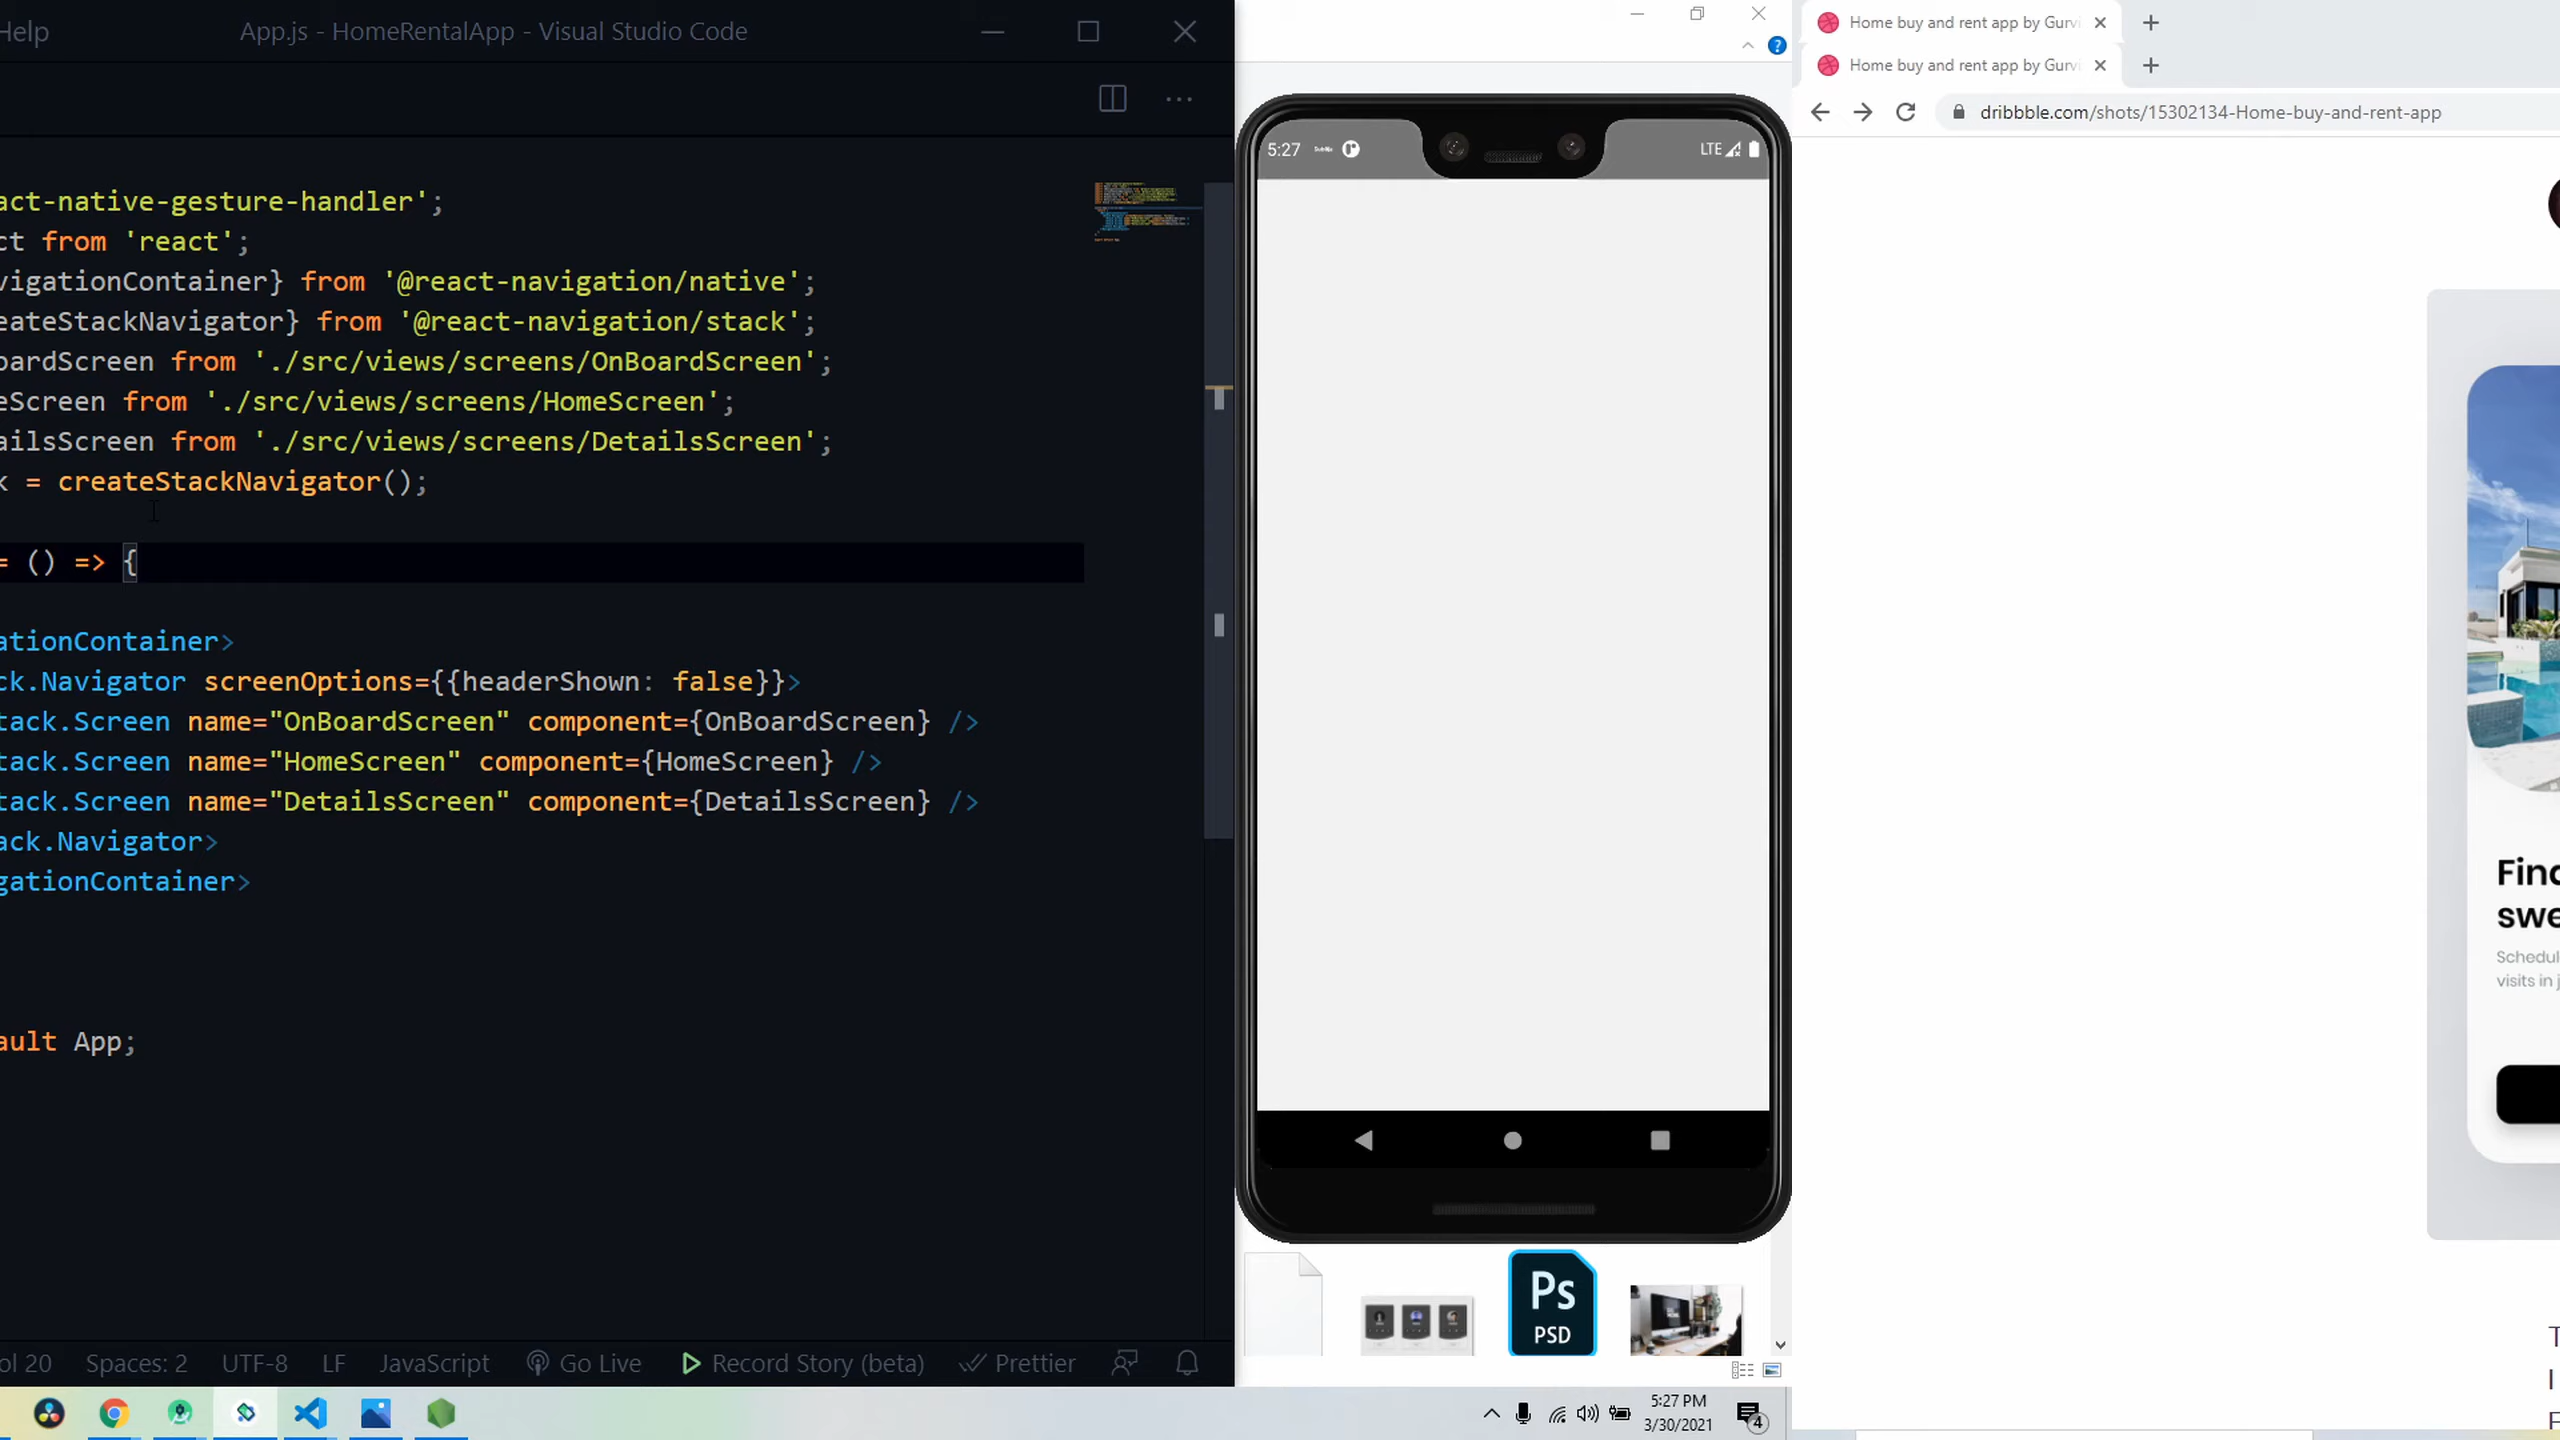 Help
App.js - HomeRentalApp - Visual Studio Code
act-native-gesture-handler';
ct from 'react';
vigationContainer} from '@react-navigation/native';
eateStackNavigator} from '@react-navigation/stack';
oardScreen from './src/views/screens/OnBoardScreen';
eScreen from './src/views/screens/HomeScreen';
ailsScreen from './src/views/screens/DetailsScreen';
k = createStackNavigator();
= () => {
ationContainer>
ck.Navigator screenOptions={{headerShown: false}}>
tack.Screen name="OnBoardScreen" component={OnBoardScreen} />
tack.Screen name="HomeScreen" component={HomeScreen} />
tack.Screen name="DetailsScreen" component={DetailsScreen} />
ack.Navigator>
gationContainer>
ault App;
ol 20 Spaces: 2 UTF-8 LF JavaScript Go Live Record Story (beta) Prettier
5:27 LTE
Ps
PSD
5:27 PM
3/30/2021
4
Home buy and rent app by Gurvi
Home buy and rent app by Gurvi
dribbble.com/shots/15302134-Home-buy-and-rent-app
Find
swe
Schedul
visits in j
T
I
F